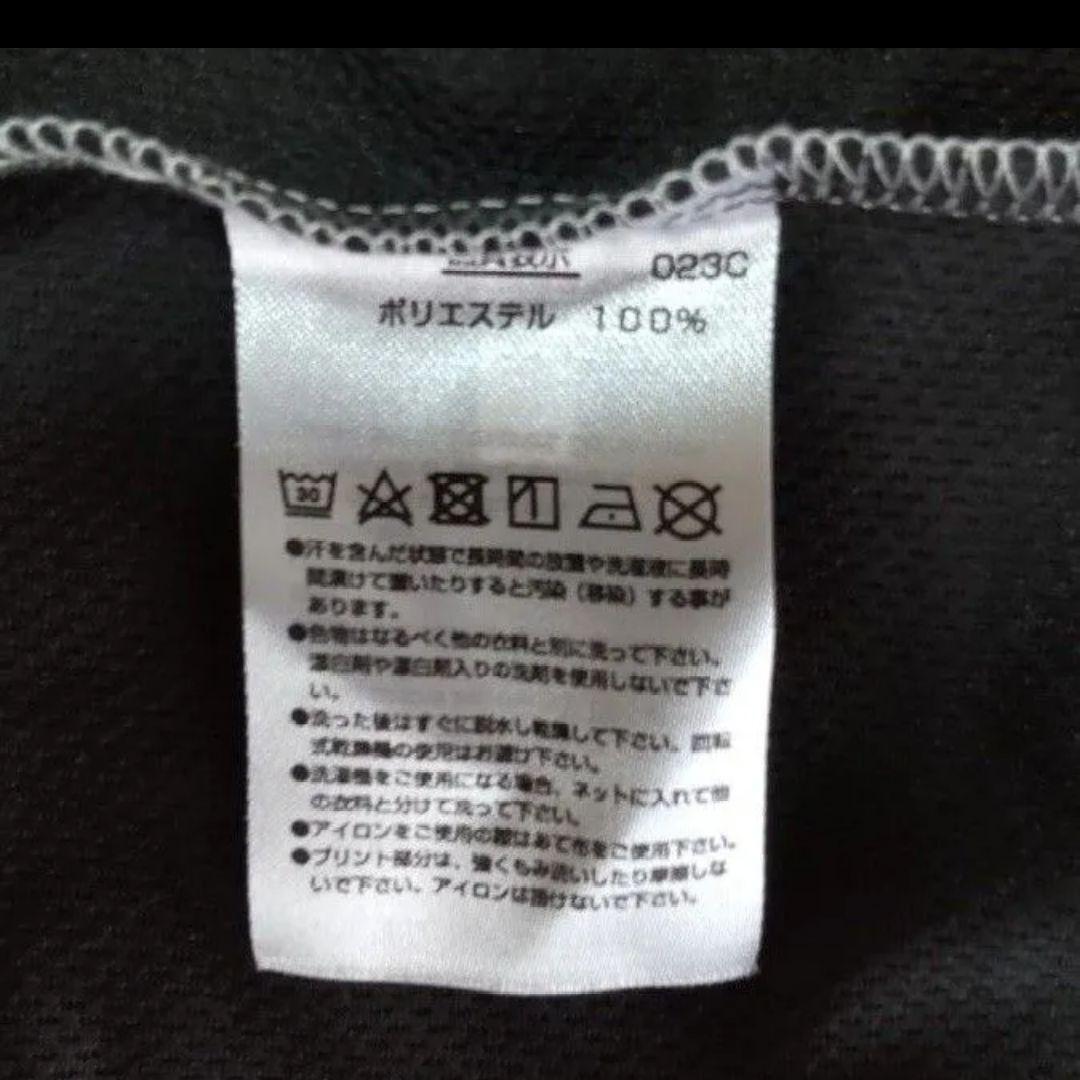 023C
ポリエステル 100%
30
●汗を含んだ状態で長時間の放置や洗濯液に長時
間漬けて置いたりすると汚染（移染）する事が
あります。
●色物はなるべく他の衣料と別に洗って下さい。
漂白剤や漂白剤入りの洗剤を使用しないで下さ
い。
●洗った後はすぐに脱水し乾燥して下さい。回転
式乾燥機の使用はお避け下さい。
●洗濯機をご使用になる場合、ネットに入れて他
の衣料と分けて洗って下さい。
●アイロンをご使用の際はあて布をご使用下さい。
●プリント部分は、強くもみ洗いしたり摩擦しな
いで下さい。アイロンは掛けないで下さい。